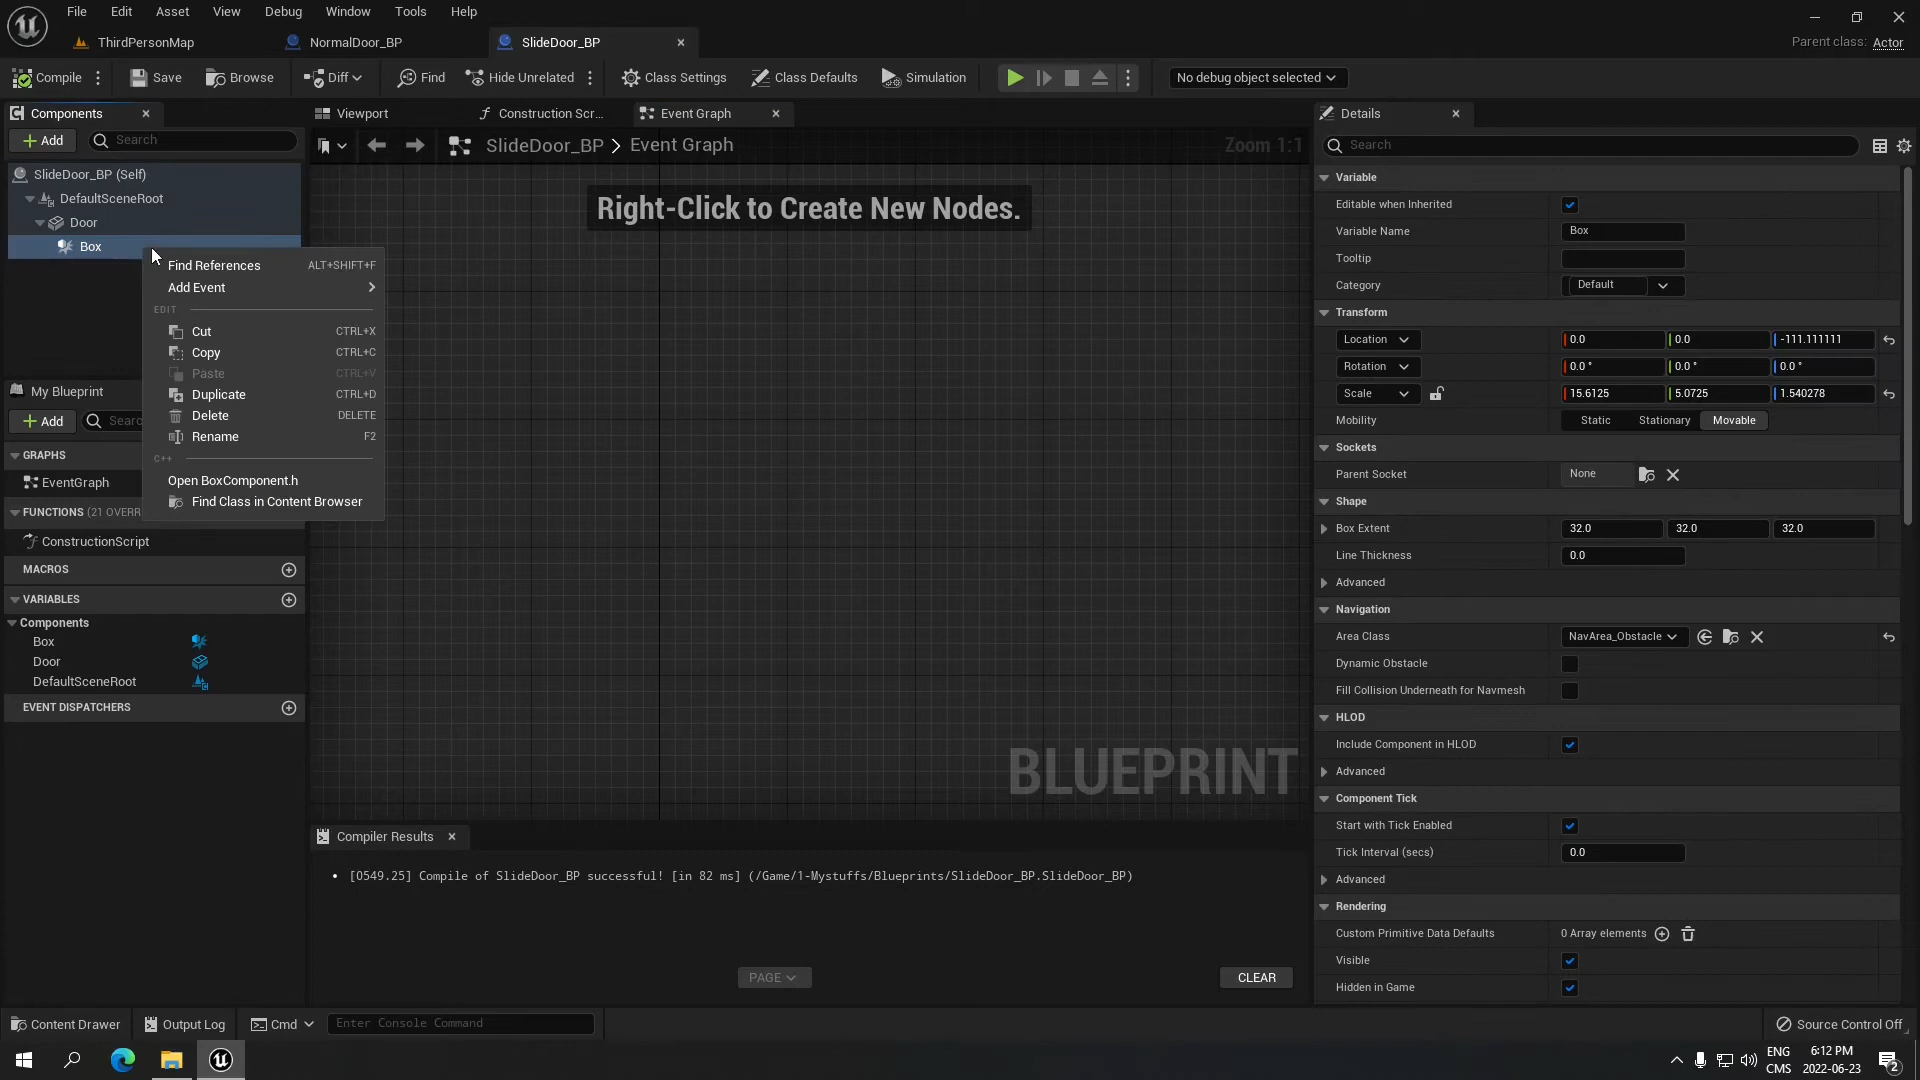 File Edit Asset View Debug Window Tools Help
ThirdPersonMap NormalDoor_BP SlideDoor_BP
Parent class: Actor
Compile Save Browse Diff Find Hide Unrelated Class Settings Class Defaults Simulation No debug object selected
Components
Add Search
SlideDoor_BP (Self)
DefaultSceneRoot
Door
Box
Find References ALT+SHIFT+F
Add Event
EDIT
Cut CTRL+X
Copy CTRL+C
Paste CTRL+V
Duplicate CTRL+D
Delete DELETE
Rename F2
C++
Open BoxComponent.h
Find Class in Content Browser
My Blueprint
Add Searc
GRAPHS
EventGraph
FUNCTIONS (21 OVERR
ConstructionScript
MACROS
VARIABLES
Components
Box
Door
DefaultSceneRoot
EVENT DISPATCHERS
Viewport Construction Scr... Event Graph
SlideDoor_BP > Event Graph Zoom 1:1
Right-Click to Create New Nodes.
BLUEPRINT
Compiler Results
[0549.25] Compile of SlideDoor_BP successful! [in 82 ms] (/Game/1-Mystuffs/Blueprints/SlideDoor_BP.SlideDoor_BP)
PAGE CLEAR
Details
Search
Variable
Editable when Inherited
Variable Name Box
Tooltip
Category Default
Transform
Location 0.0 0.0 -111.111111
Rotation 0.0 ° 0.0 ° 0.0 °
Scale 15.6125 5.0725 1.540278
Mobility Static Stationary Movable
Sockets
Parent Socket None
Shape
Box Extent 32.0 32.0 32.0
Line Thickness 0.0
Advanced
Navigation
Area Class NavArea_Obstacle
Dynamic Obstacle
Fill Collision Underneath for Navmesh
HLOD
Include Component in HLOD
Advanced
Component Tick
Start with Tick Enabled
Tick Interval (secs) 0.0
Advanced
Rendering
Custom Primitive Data Defaults 0 Array elements
Visible
Hidden in Game
Content Drawer Output Log Cmd Enter Console Command Source Control Off
ENG
CMS
6:12 PM
2022-06-23
2